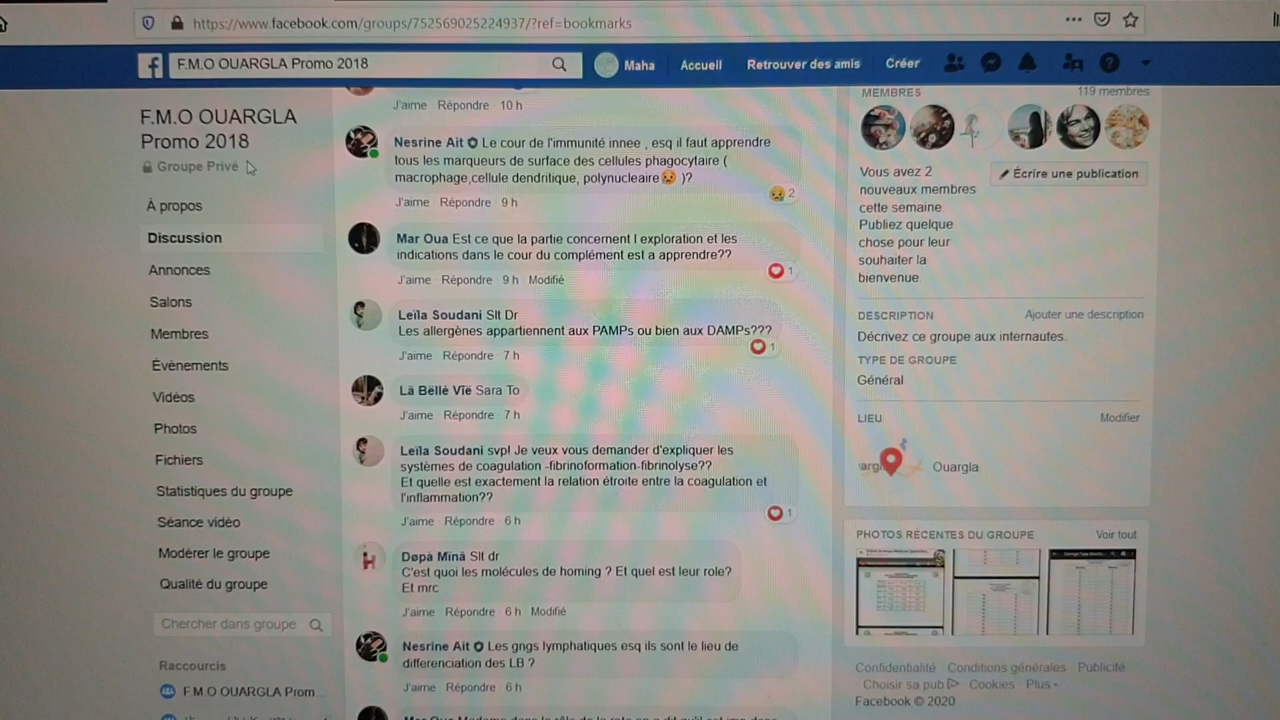 https://www.facebook.com/groups/752569025224937/?ref=bookmarks
F.M.O OUARGLA Promo 2018
Maha
Accueil
Retrouver des amis
Créer
F.M.O OUARGLA
Promo 2018
Groupe Privé
À propos
Discussion
Annonces
Salons
Membres
Évènements
Vidéos
Photos
Fichiers
Statistiques du groupe
Séance vidéo
Modérer le groupe
Qualité du groupe
Chercher dans groupe
Raccourcis
F.M.O OUARGLA Prom...
J'aime · Répondre · 10 h
Nesrine Ait Le cour de l'immunité innee , esq il faut apprendre
tous les marqueurs de surface des cellules phagocytaire (
macrophage,cellule dendritique, polynucleaire😥 )?
2
J'aime · Répondre · 9 h
Mar Oua Est ce que la partie concernent l exploration et les
indications dans le cour du complément est a apprendre??
1
J'aime · Répondre · 9 h · Modifié
Leïla Soudani Slt Dr
Les allergènes appartiennent aux PAMPs ou bien aux DAMPs???
1
J'aime · Répondre · 7 h
Lä Bëllë Vïë Sara To
J'aime · Répondre · 7 h
Leïla Soudani svp! Je veux vous demander d'expliquer les
systèmes de coagulation -fibrinoformation-fibrinolyse??
Et quelle est exactement la relation étroite entre la coagulation et
l'inflammation??
1
J'aime · Répondre · 6 h
Døpà Mïnâ Slt dr
C'est quoi les molécules de homing ? Et quel est leur role?
Et mrc
J'aime · Répondre · 6 h · Modifié
Nesrine Ait Les gngs lymphatiques esq ils sont le lieu de
differenciation des LB ?
J'aime · Répondre · 6 h
MEMBRES
119 membres
Vous avez 2
nouveaux membres
cette semaine.
Publiez quelque
chose pour leur
souhaiter la
bienvenue.
Écrire une publication
DESCRIPTION
Ajouter une description
Décrivez ce groupe aux internautes.
TYPE DE GROUPE
Général
LIEU
Modifier
Ouargla
PHOTOS RÉCENTES DU GROUPE
Voir tout
Confidentialité · Conditions générales · Publicité
Choisir sa pub · Cookies · Plus
Facebook © 2020